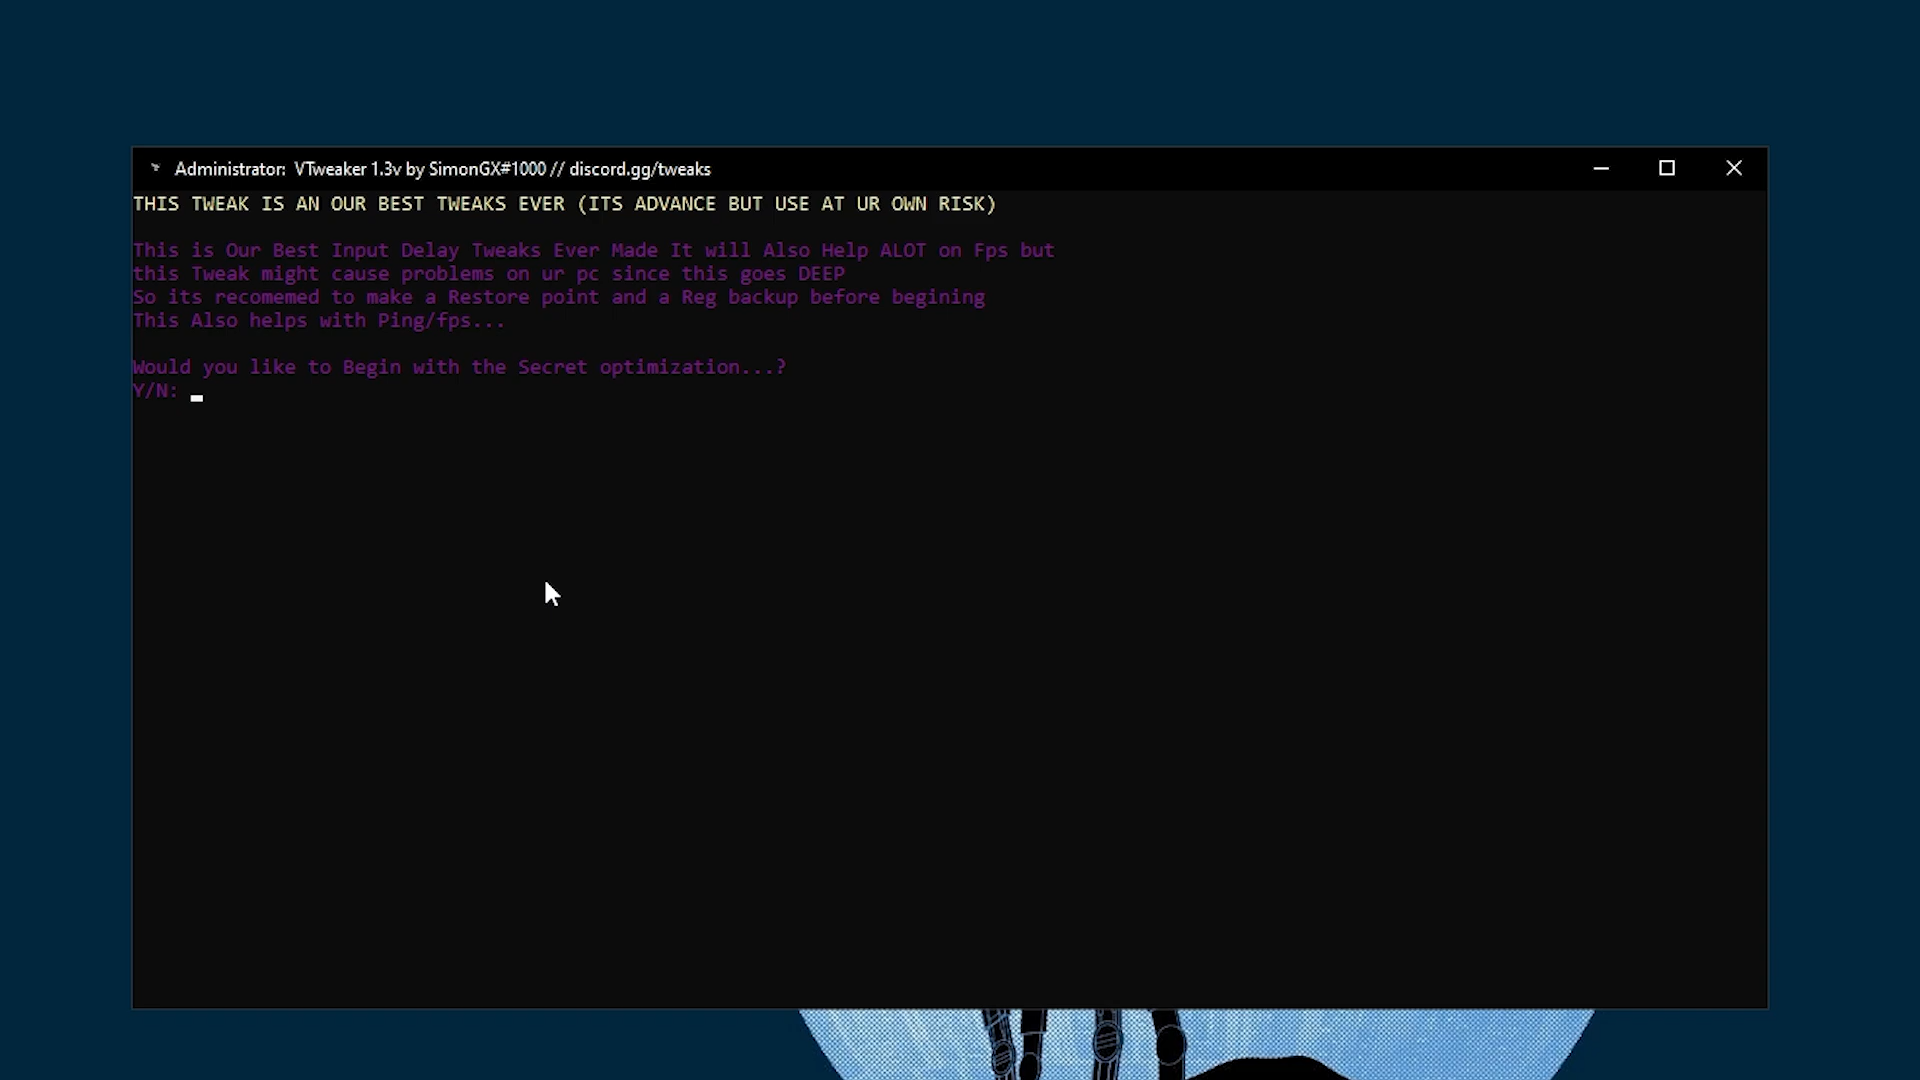 Administrator:  VTweaker 1.3v by SimonGX#1000 // discord.gg/tweaks
THIS TWEAK IS AN OUR BEST TWEAKS EVER (ITS ADVANCE BUT USE AT UR OWN RISK)
This is Our Best Input Delay Tweaks Ever Made It will Also Help ALOT on Fps but
this Tweak might cause problems on ur pc since this goes DEEP
So its recomemed to make a Restore point and a Reg backup before begining
This Also helps with Ping/fps...
Would you like to Begin with the Secret optimization...?
Y/N: